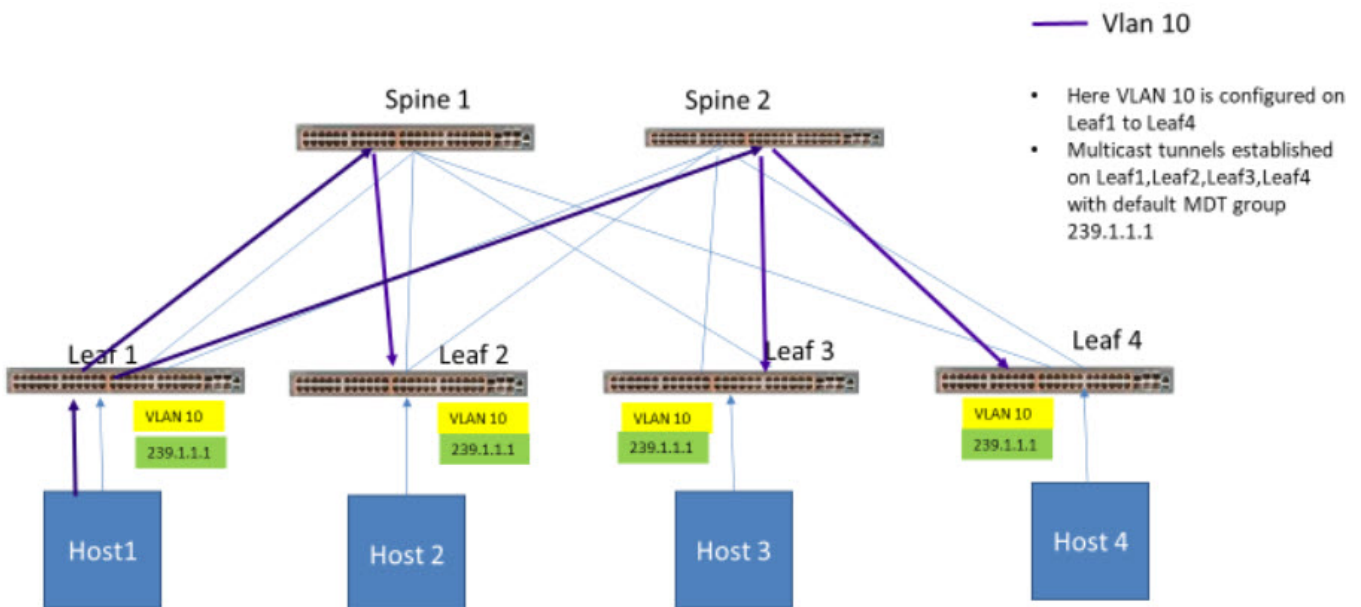 Vlan 10
• Here VLAN 10 is configured on
Leaf1 to Leaf4
• Multicast tunnels established
on Leaf1,Leaf2,Leaf3,Leaf4
with default MDT group
239.1.1.1
Spine 1
Spine 2
Leaf 1
Leaf 2
Leaf 3
Leaf 4
VLAN 10
239.1.1.1
VLAN 10
239.1.1.1
VLAN 10
239.1.1.1
VLAN 10
239.1.1.1
Host1
Host 2
Host 3
Host 4